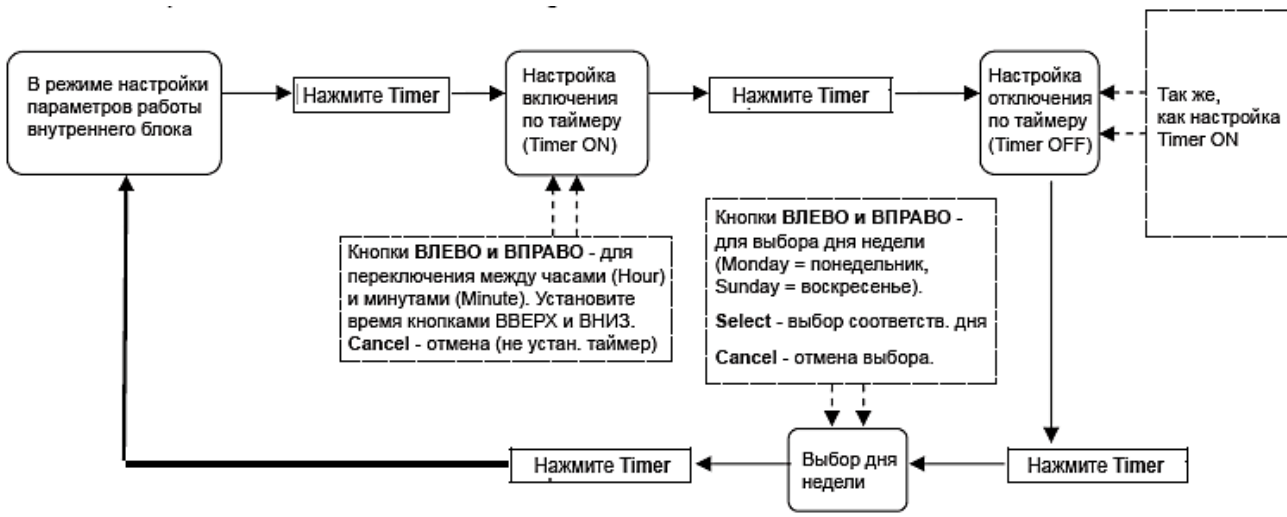 В режиме настройки
параметров работы
внутреннего блока
Нажмите Timer
Настройка
включения
по таймеру
(Timer ON)
Нажмите Timer
Настройка
отключения
по таймеру
(Timer OFF)
Так же,
как настройка
Timer ON
Кнопки ВЛЕВО и ВПРАВО - для
переключения между часами (Hour)
и минутами (Minute). Установите
время кнопками ВВЕРХ и ВНИЗ.
Cancel - отмена (не устан. таймер)
Кнопки ВЛЕВО и ВПРАВО -
для выбора дня недели
(Monday = понедельник,
Sunday = воскресенье).
Select - выбор соответств. дня
Cancel - отмена выбора.
Нажмите Timer
Выбор дня
недели
Нажмите Timer